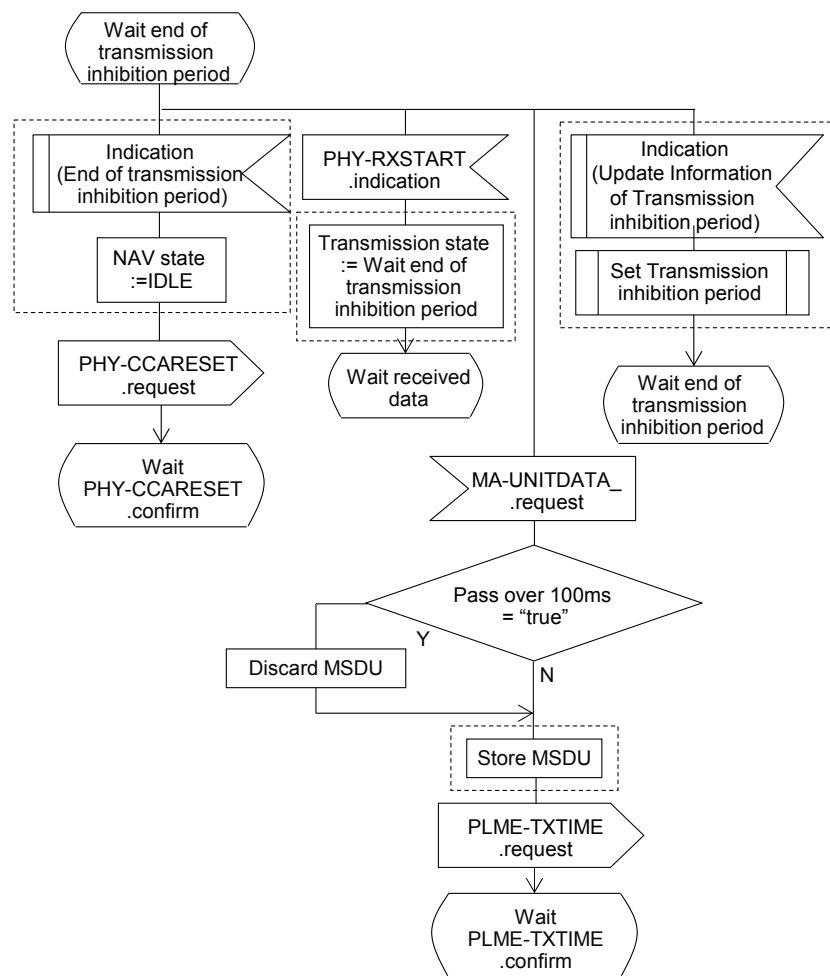 Wait end of
transmission
inhibition period
Indication
(End of transmission
inhibition period)
NAV state
:=IDLE
PHY-CCARESET
.request
Wait
PHY-CCARESET
.confirm
PHY-RXSTART
.indication
Transmission state
:= Wait end of
transmission
inhibition period
Wait received
data
Indication
(Update Information
of Transmission
inhibition period)
Set Transmission
inhibition period
Wait end of
transmission
inhibition period
MA-UNITDATA_
.request
Pass over 100ms
= “true”
Y
Discard MSDU
N
Store MSDU
PLME-TXTIME
.request
Wait
PLME-TXTIME
.confirm